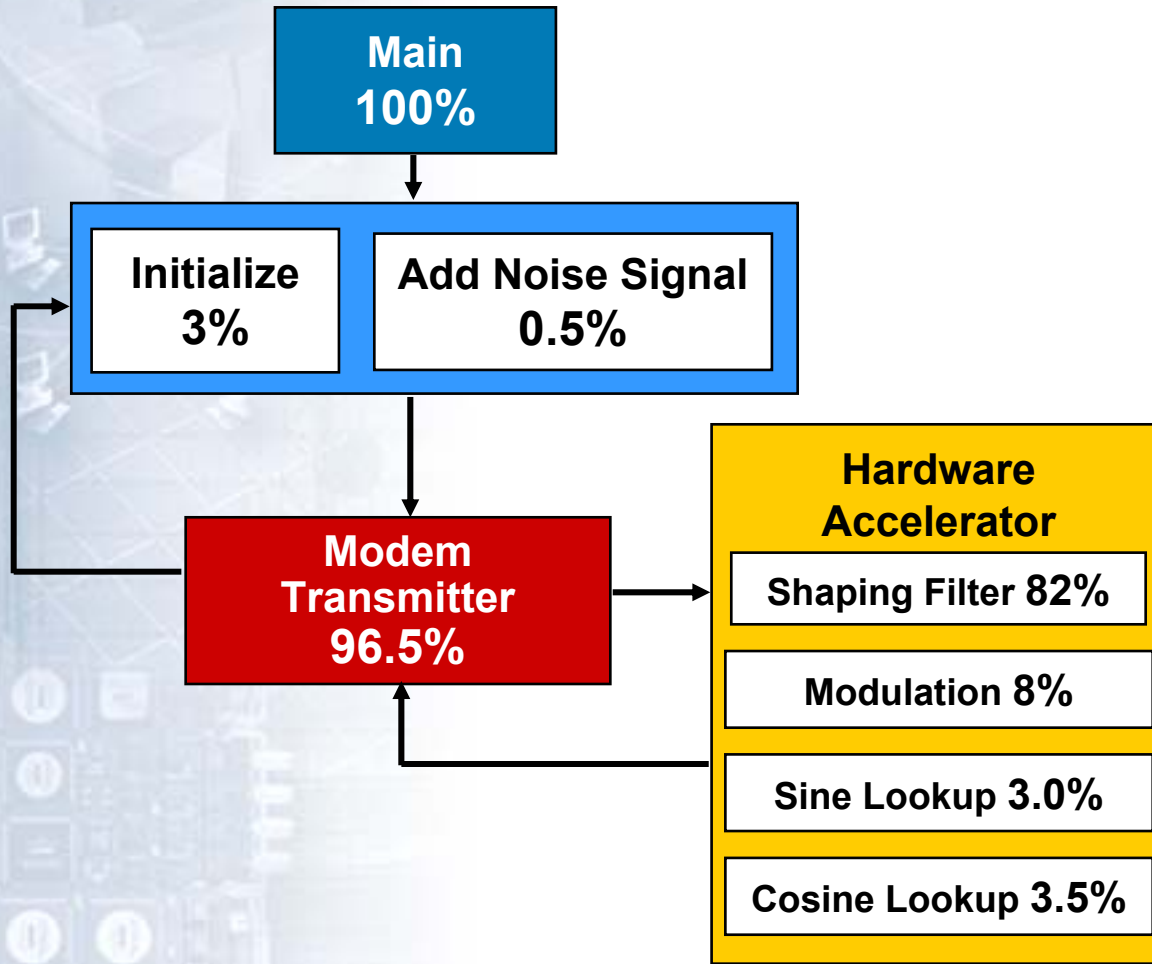 Main
100%
Initialize
3%
Add Noise Signal
0.5%
Modem
Transmitter
96.5%
Hardware
Accelerator
Shaping Filter 82%
Modulation 8%
Sine Lookup 3.0%
Cosine Lookup 3.5%